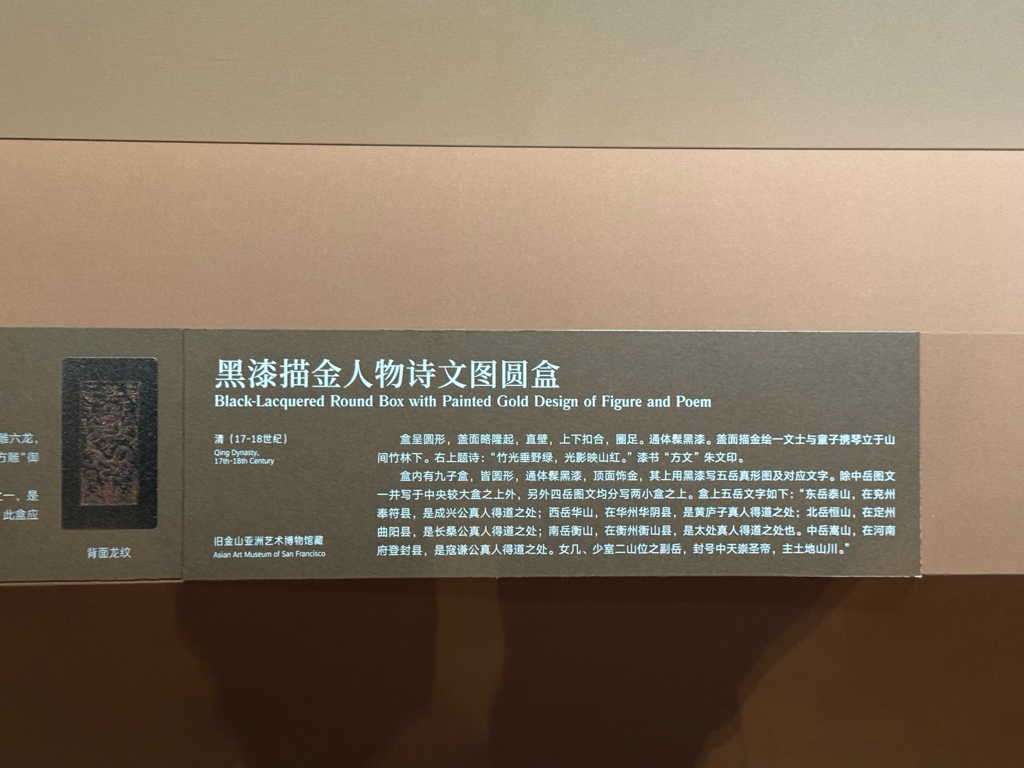 雕六龙,
方雕“御
之一、是
此盒应
背面龙纹
黑漆描金人物诗文图圆盒
Black-Lacquered Round Box with Painted Gold Design of Figure and Poem
清（17-18世纪）
Qing Dynasty,
17th-18th Century
旧金山亚洲艺术博物馆藏
Asian Art Museum of San Francisco
盒呈圆形，盖面略隆起，直壁，上下扣合，圈足。通体髹黑漆。盖面描金绘一文士与童子携琴立于山
间竹林下。右上题诗：“竹光垂野绿，光影映山红。”漆书“方文”朱文印。
盒内有九子盒，皆圆形，通体髹黑漆，顶面饰金，其上用黑漆写五岳真形图及对应文字。除中岳图文
一并写于中央较大盒之上外，另外四岳图文均分写两小盒之上。盒上五岳文字如下：“东岳泰山，在兖州
奉符县，是成兴公真人得道之处；西岳华山，在华州华阴县，是黄庐子真人得道之处；北岳恒山，在定州
曲阳县，是长桑公真人得道之处；南岳衡山，在衡州衡山县，是太处真人得道之处也。中岳嵩山，在河南
府登封县，是寇谦公真人得道之处。女几、少室二山位之副岳，封号中天崇圣帝，主土地山川。”